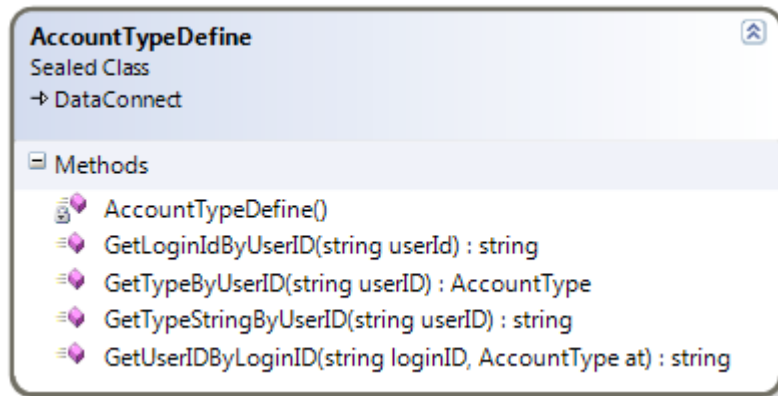 AccountTypeDefine
Sealed Class
DataConnect
Methods
AccountTypeDefine()
GetLoginIdByUserID(string userId) : string
GetTypeByUserID(string userID) : AccountType
GetTypeStringByUserID(string userID) : string
GetUserIDByLoginID(string loginID, AccountType at) : string